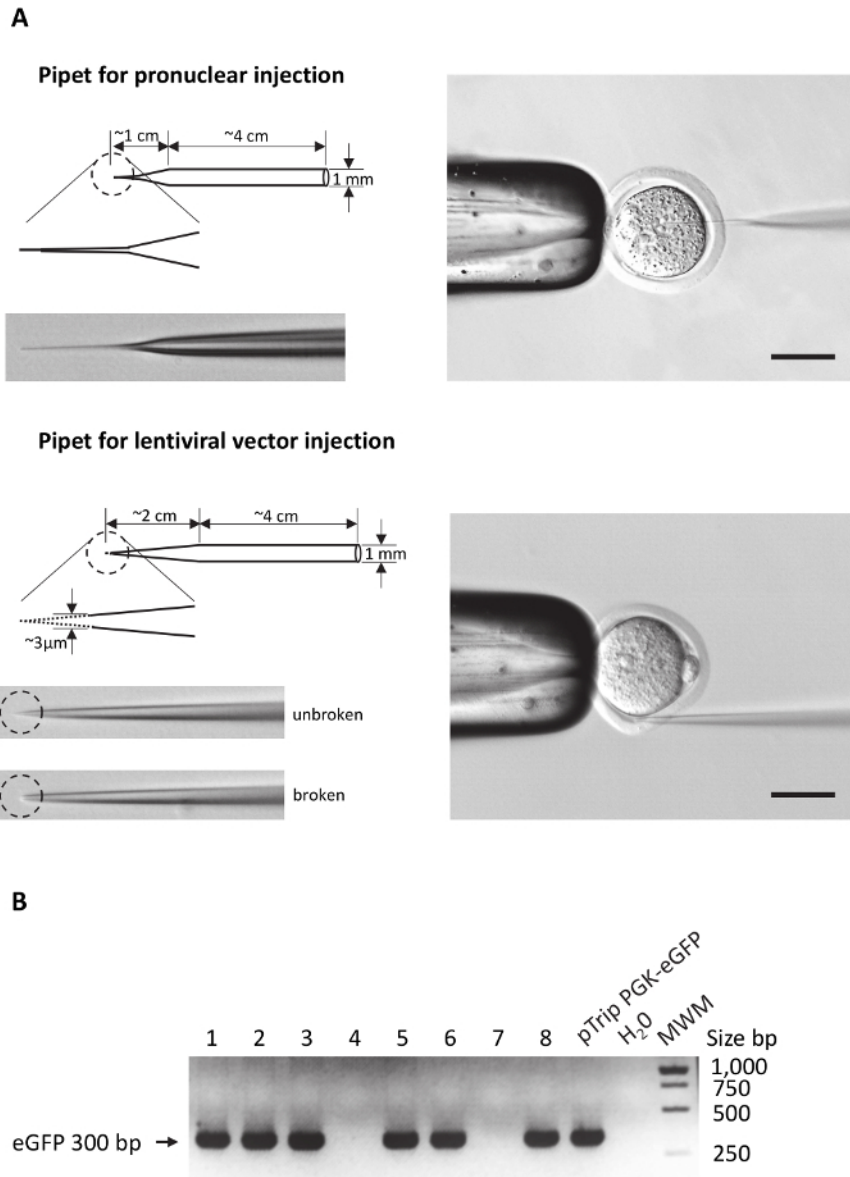 A
Pipet for pronuclear injection
~1 cm
~4 cm
1 mm
Pipet for lentiviral vector injection
~2 cm
~4 cm
1 mm
~3µm
unbroken
broken
B
1 2 3 4 5 6 7 8 pTrip PGK-eGFP H₂0 MWM Size bp
1,000
750
500
eGFP 300 bp
250